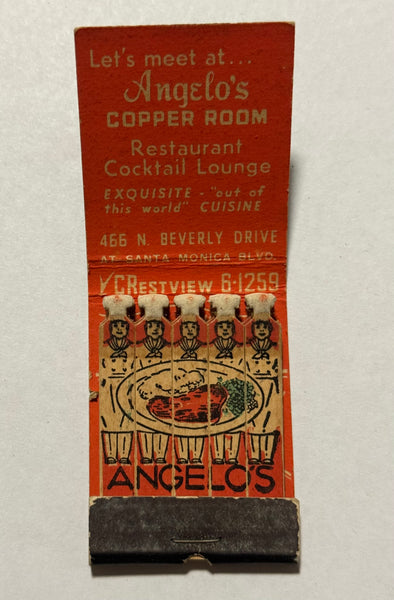 Let's meet at...
Angelo's
COPPER ROOM
Restaurant
Cocktail Lounge
EXQUISITE - "out of
this world" CUISINE
466 N. BEVERLY DRIVE
AT SANTA MONICA BLVD.
CRESTVIEW 6-1259
ANGELO'S